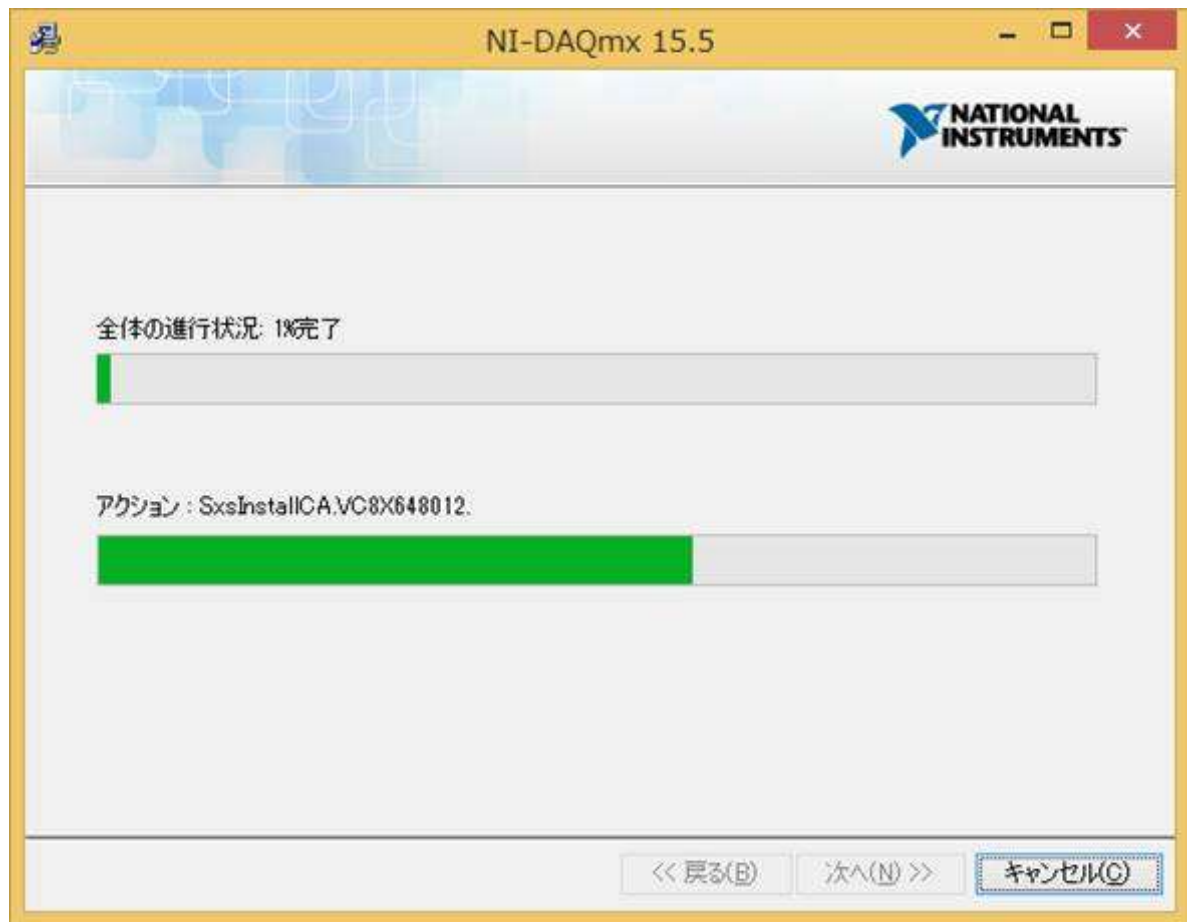 NI-DAQmx 15.5
NATIONAL
INSTRUMENTS™
全体の進行状況: 1%完了
アクション : SxsInstallCA.VC8X648012.
<< 戻る(B)
次へ(N) >>
キャンセル(C)